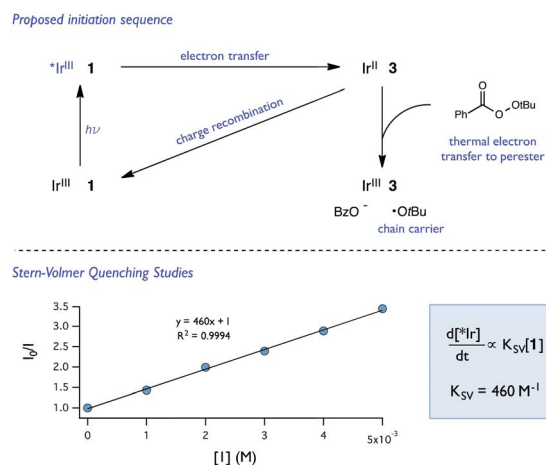 Proposed initiation sequence
*Irᴵᴵᴵ 1
electron transfer
Irᴵᴵ 3
hν
charge recombination
O
Ph
O
OtBu
thermal electron
transfer to perester
Irᴵᴵᴵ 1
Irᴵᴵᴵ 3
BzO⁻
•OtBu
chain carrier
Stern-Volmer Quenching Studies
3.5
3.0
2.5
2.0
1.5
1.0
I₀/I
y = 460x + 1
R² = 0.9994
0
1
2
3
4
5x10⁻³
[1] (M)
d[*Ir]/dt ∝ K_SV[1]
K_SV = 460 M⁻¹